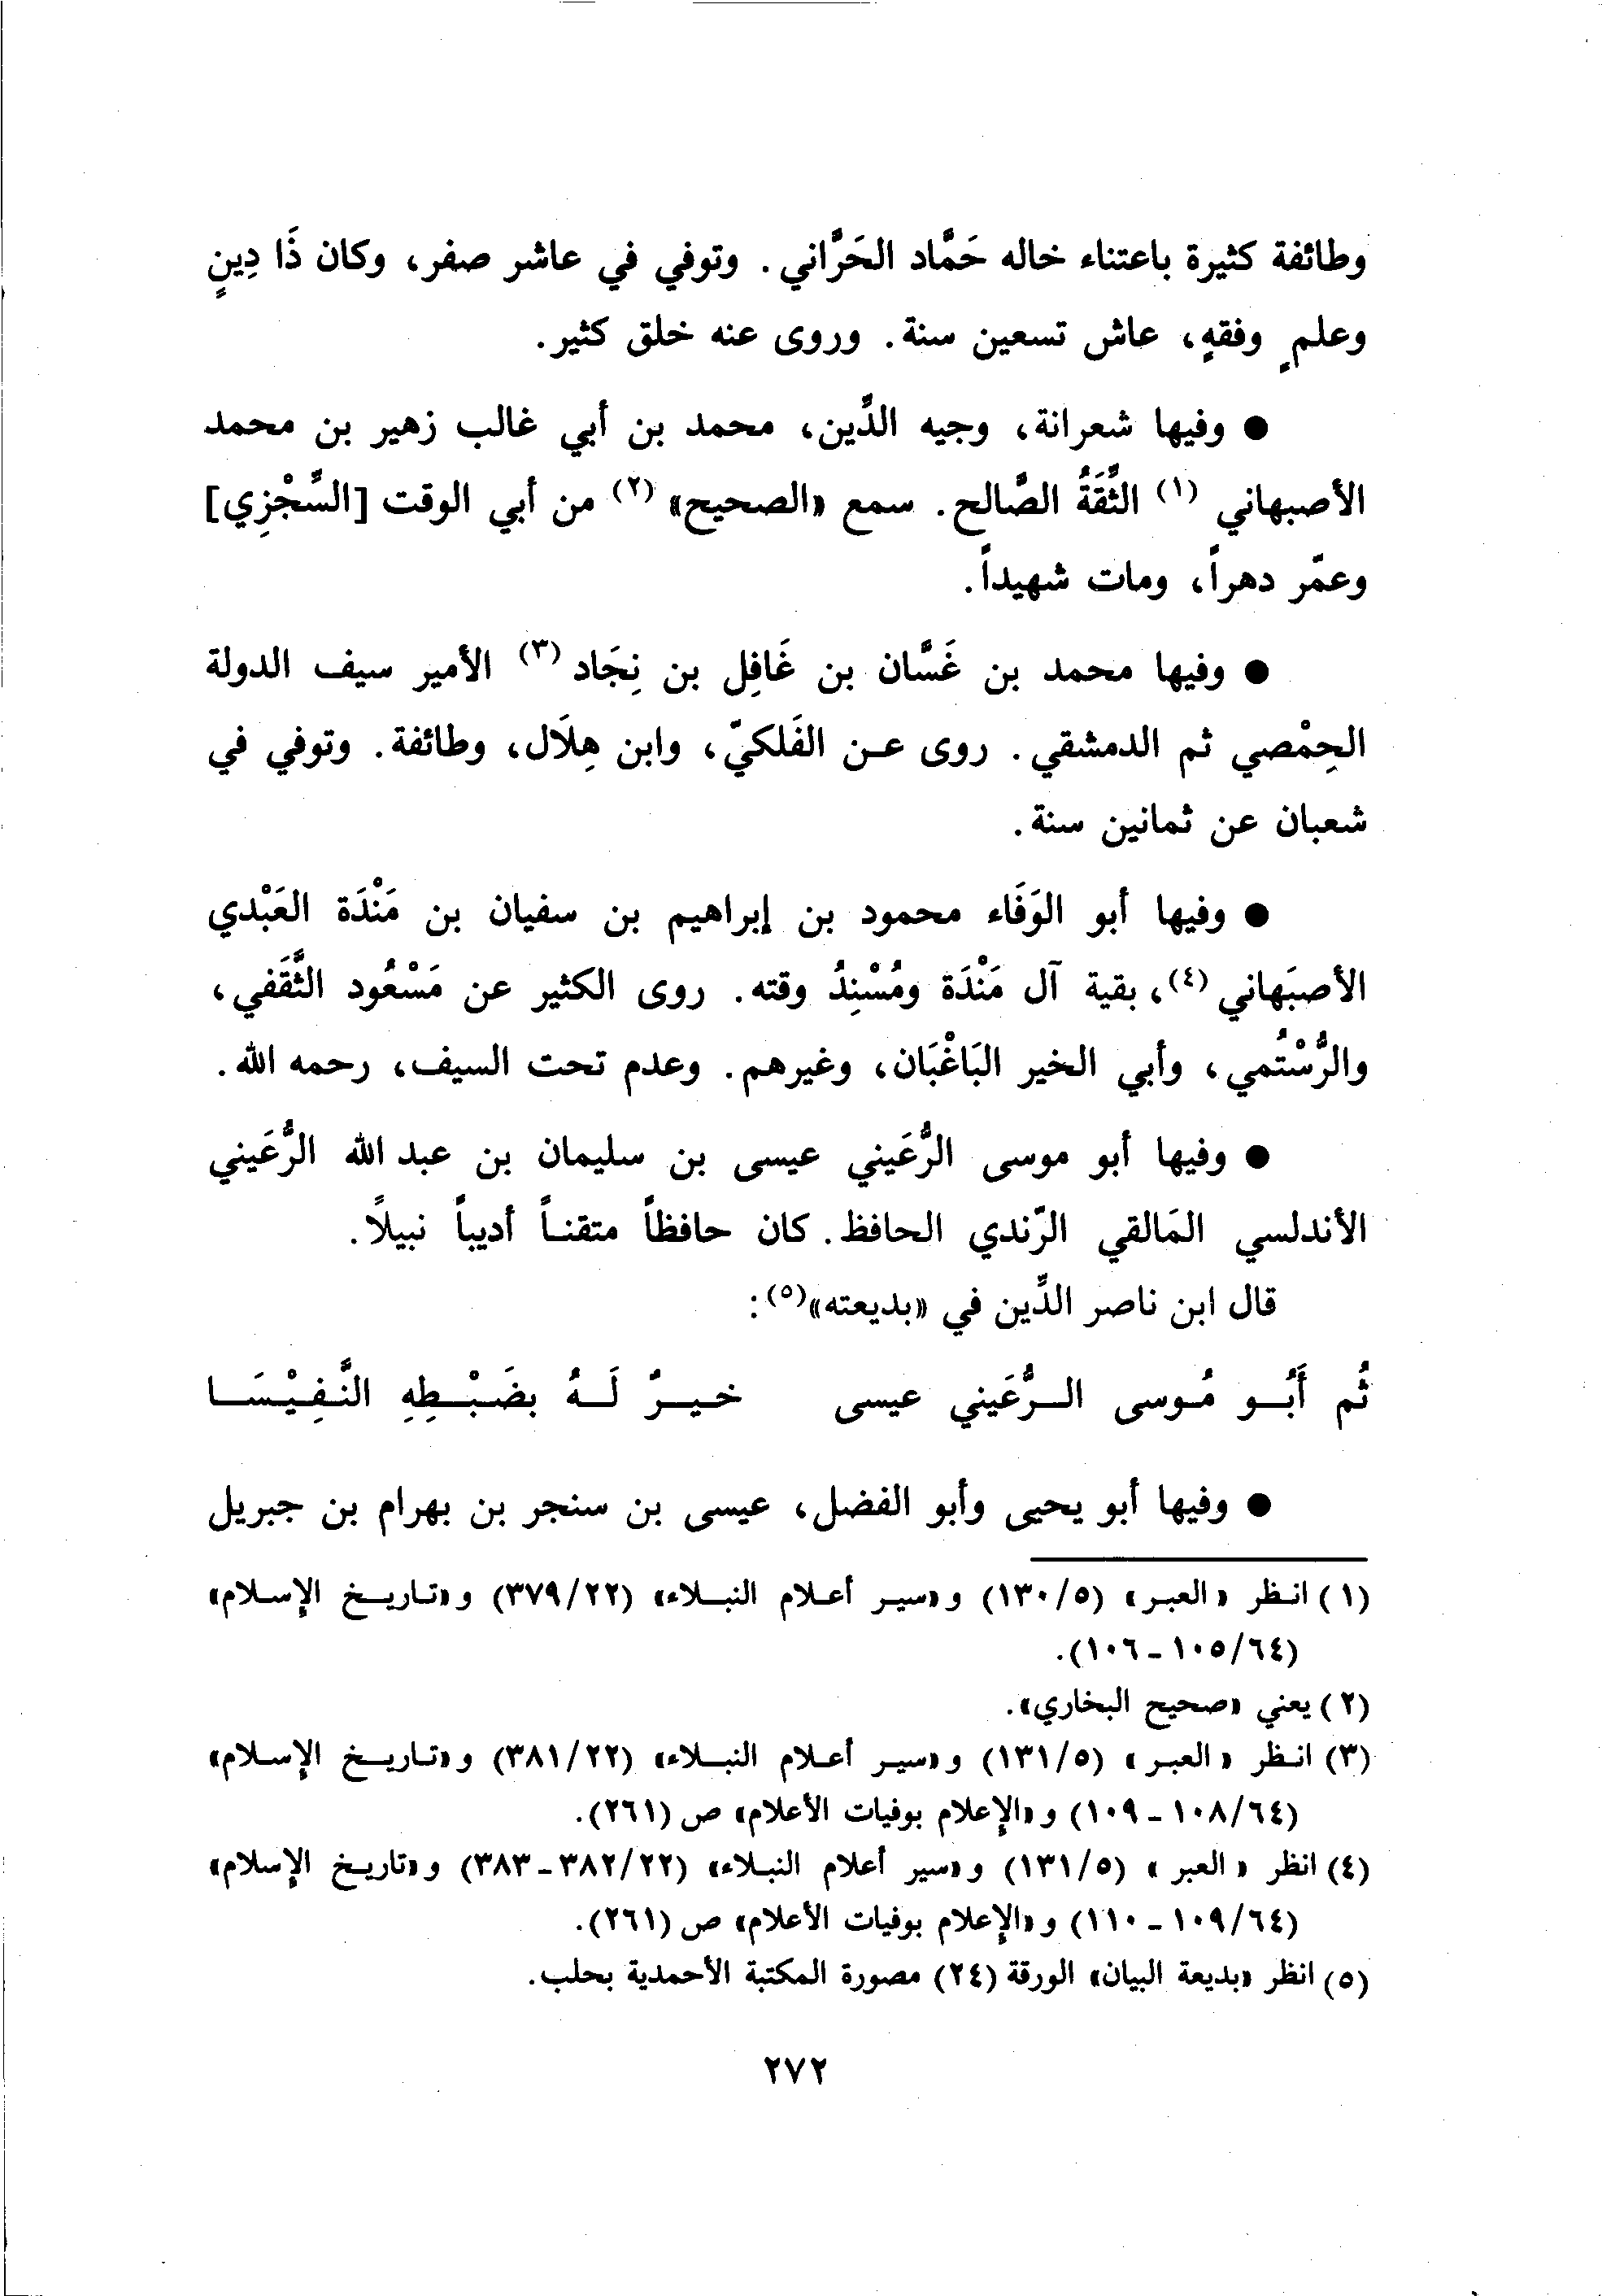 وطائفة كثيرة باعتناء خاله حَمَّاد الحَرَّاني. وتوفي في عاشر صفر، وكان ذَا دِينٍ
وعلمٍ وفقهٍ، عاش تسعين سنة. وروى عنه خلق كثير.
● وفيها شعرانة، وجيه الدِّين، محمد بن أبي غالب زهير بن محمد
الأصبهاني (١) الثِّقَةُ الصَّالح. سمع «الصحيح» (٢) من أبي الوقت [السِّجْزِي]
وعمّر دهراً، ومات شهيداً.
● وفيها محمد بن غَسَّان بن غَافِل بن نِجَاد (٣) الأمير سيف الدولة
الحِمْصي ثم الدمشقي. روى عن الفَلكيّ، وابن هِلَال، وطائفة. وتوفي في
شعبان عن ثمانين سنة.
● وفيها أبو الوَفَاء محمود بن إبراهيم بن سفيان بن مَنْدَة العَبْدي
الأصبَهاني (٤)، بقية آل مَنْدَة ومُسْنِدُ وقته. روى الكثير عن مَسْعُود الثَّقَفي،
والرُّسْتُمي، وأبي الخير البَاغْبَان، وغيرهم. وعدم تحت السيف، رحمه الله.
● وفيها أبو موسى الرُّعَيني عيسى بن سليمان بن عبد الله الرُّعَيني
الأندلسي المَالقي الرّندي الحافظ. كان حافظاً متقناً أديباً نبيلاً.
قال ابن ناصر الدِّين في «بديعته» (٥):
ثُم أَبُو مُوسى الرُّعَيني عيسى خيرٌ لَهُ بضَبْطِهِ النَّفِيْسَا
● وفيها أبو يحيى وأبو الفضل، عيسى بن سنجر بن بهرام بن جبريل
(١) انظر «العبر» (٥/١٣٠) و«سير أعلام النبلاء» (٢٢/٣٧٩) و«تاريخ الإسلام»
(٦٤/١٠٥ - ١٠٦).
(٢) يعني «صحيح البخاري».
(٣) انظر «العبر» (٥/١٣١) و«سير أعلام النبلاء» (٢٢/٣٨١) و«تاريخ الإسلام»
(٦٤/١٠٨ - ١٠٩) و«الإعلام بوفيات الأعلام» ص (٢٦١).
(٤) انظر «العبر» (٥/١٣١) و«سير أعلام النبلاء» (٢٢/٣٨٢ - ٣٨٣) و«تاريخ الإسلام»
(٦٤/١٠٩ - ١١٠) و«الإعلام بوفيات الأعلام» ص (٢٦١).
(٥) انظر «بديعة البيان» الورقة (٢٤) مصورة المكتبة الأحمدية بحلب.
٢٧٢